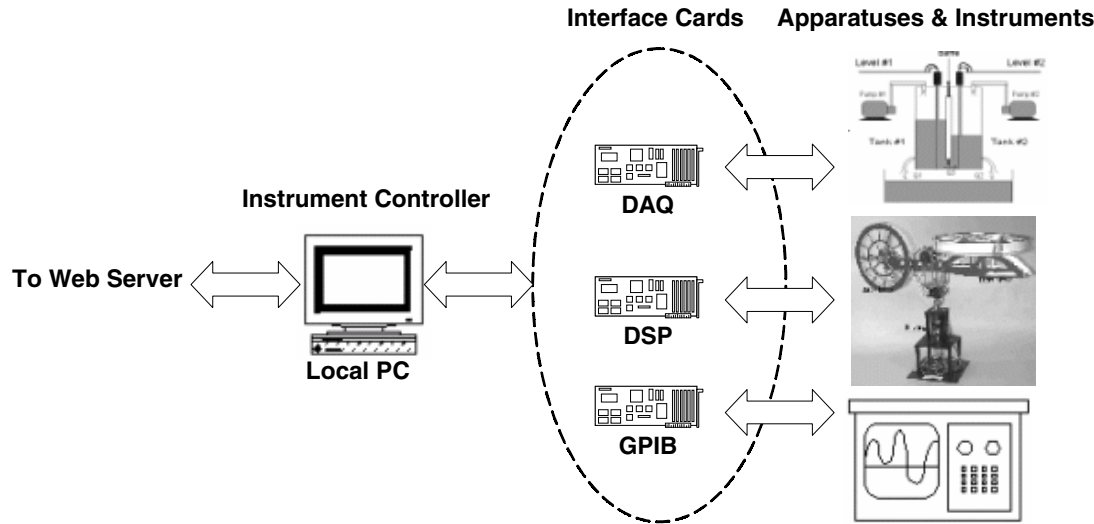 Interface Cards
Apparatuses & Instruments
Level #1
Level #2
Tank #1
Tank #2
DAQ
Instrument Controller
To Web Server
DSP
Local PC
GPIB